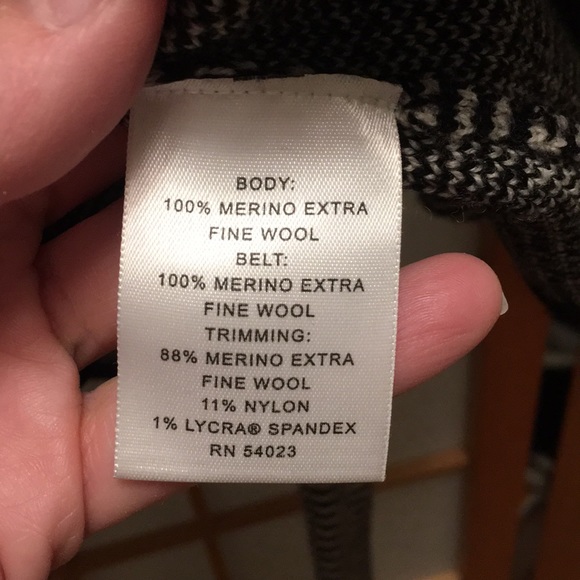 BODY:
100% MERINO EXTRA
FINE WOOL
BELT:
100% MERINO EXTRA
FINE WOOL
TRIMMING:
88% MERINO EXTRA
FINE WOOL
11% NYLON
1% LYCRA® SPANDEX
RN 54023